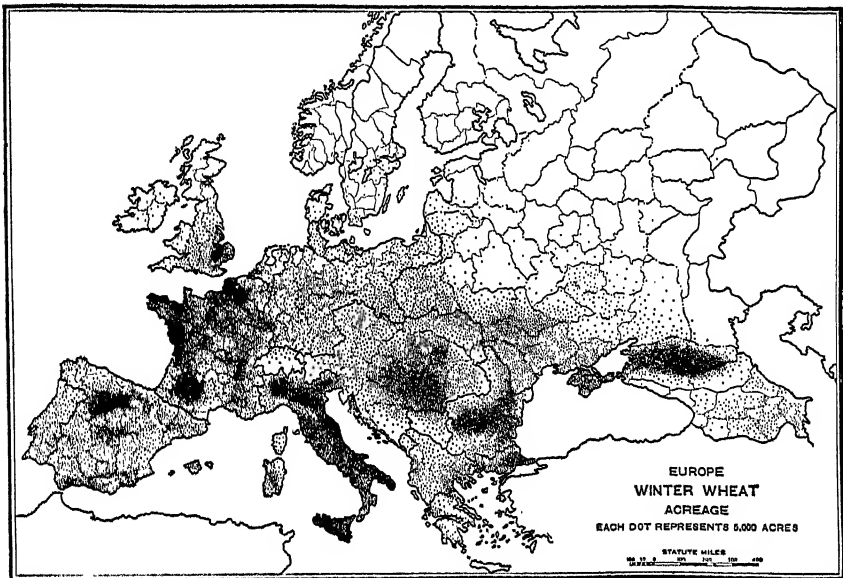 EUROPE
WINTER WHEAT
ACREAGE
EACH DOT REPRESENTS 5,000 ACRES
STATUTE MILES